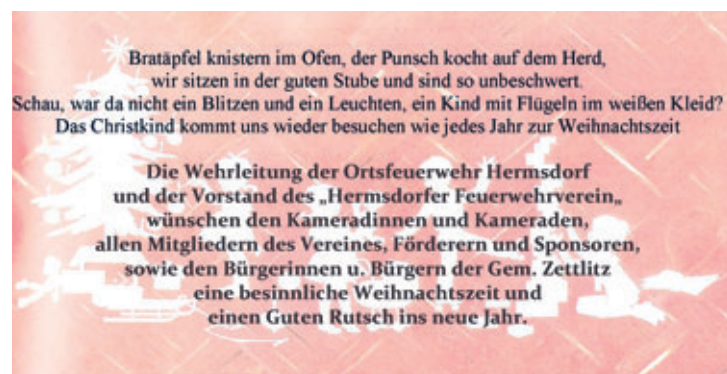 Bratäpfel knistern im Ofen, der Punsch kocht auf dem Herd,
wir sitzen in der guten Stube und sind so unbeschwert.
Schau, war da nicht ein Blitzen und ein Leuchten, ein Kind mit Flügeln im weißen Kleid?
Das Christkind kommt uns wieder besuchen wie jedes Jahr zur Weihnachtszeit
Die Wehrleitung der Ortsfeuerwehr Hermsdorf
und der Vorstand des „Hermsdorfer Feuerwehrverein„
wünschen den Kameradinnen und Kameraden,
allen Mitgliedern des Vereines, Förderern und Sponsoren,
sowie den Bürgerinnen u. Bürgern der Gem. Zettlitz
eine besinnliche Weihnachtszeit und
einen Guten Rutsch ins neue Jahr.